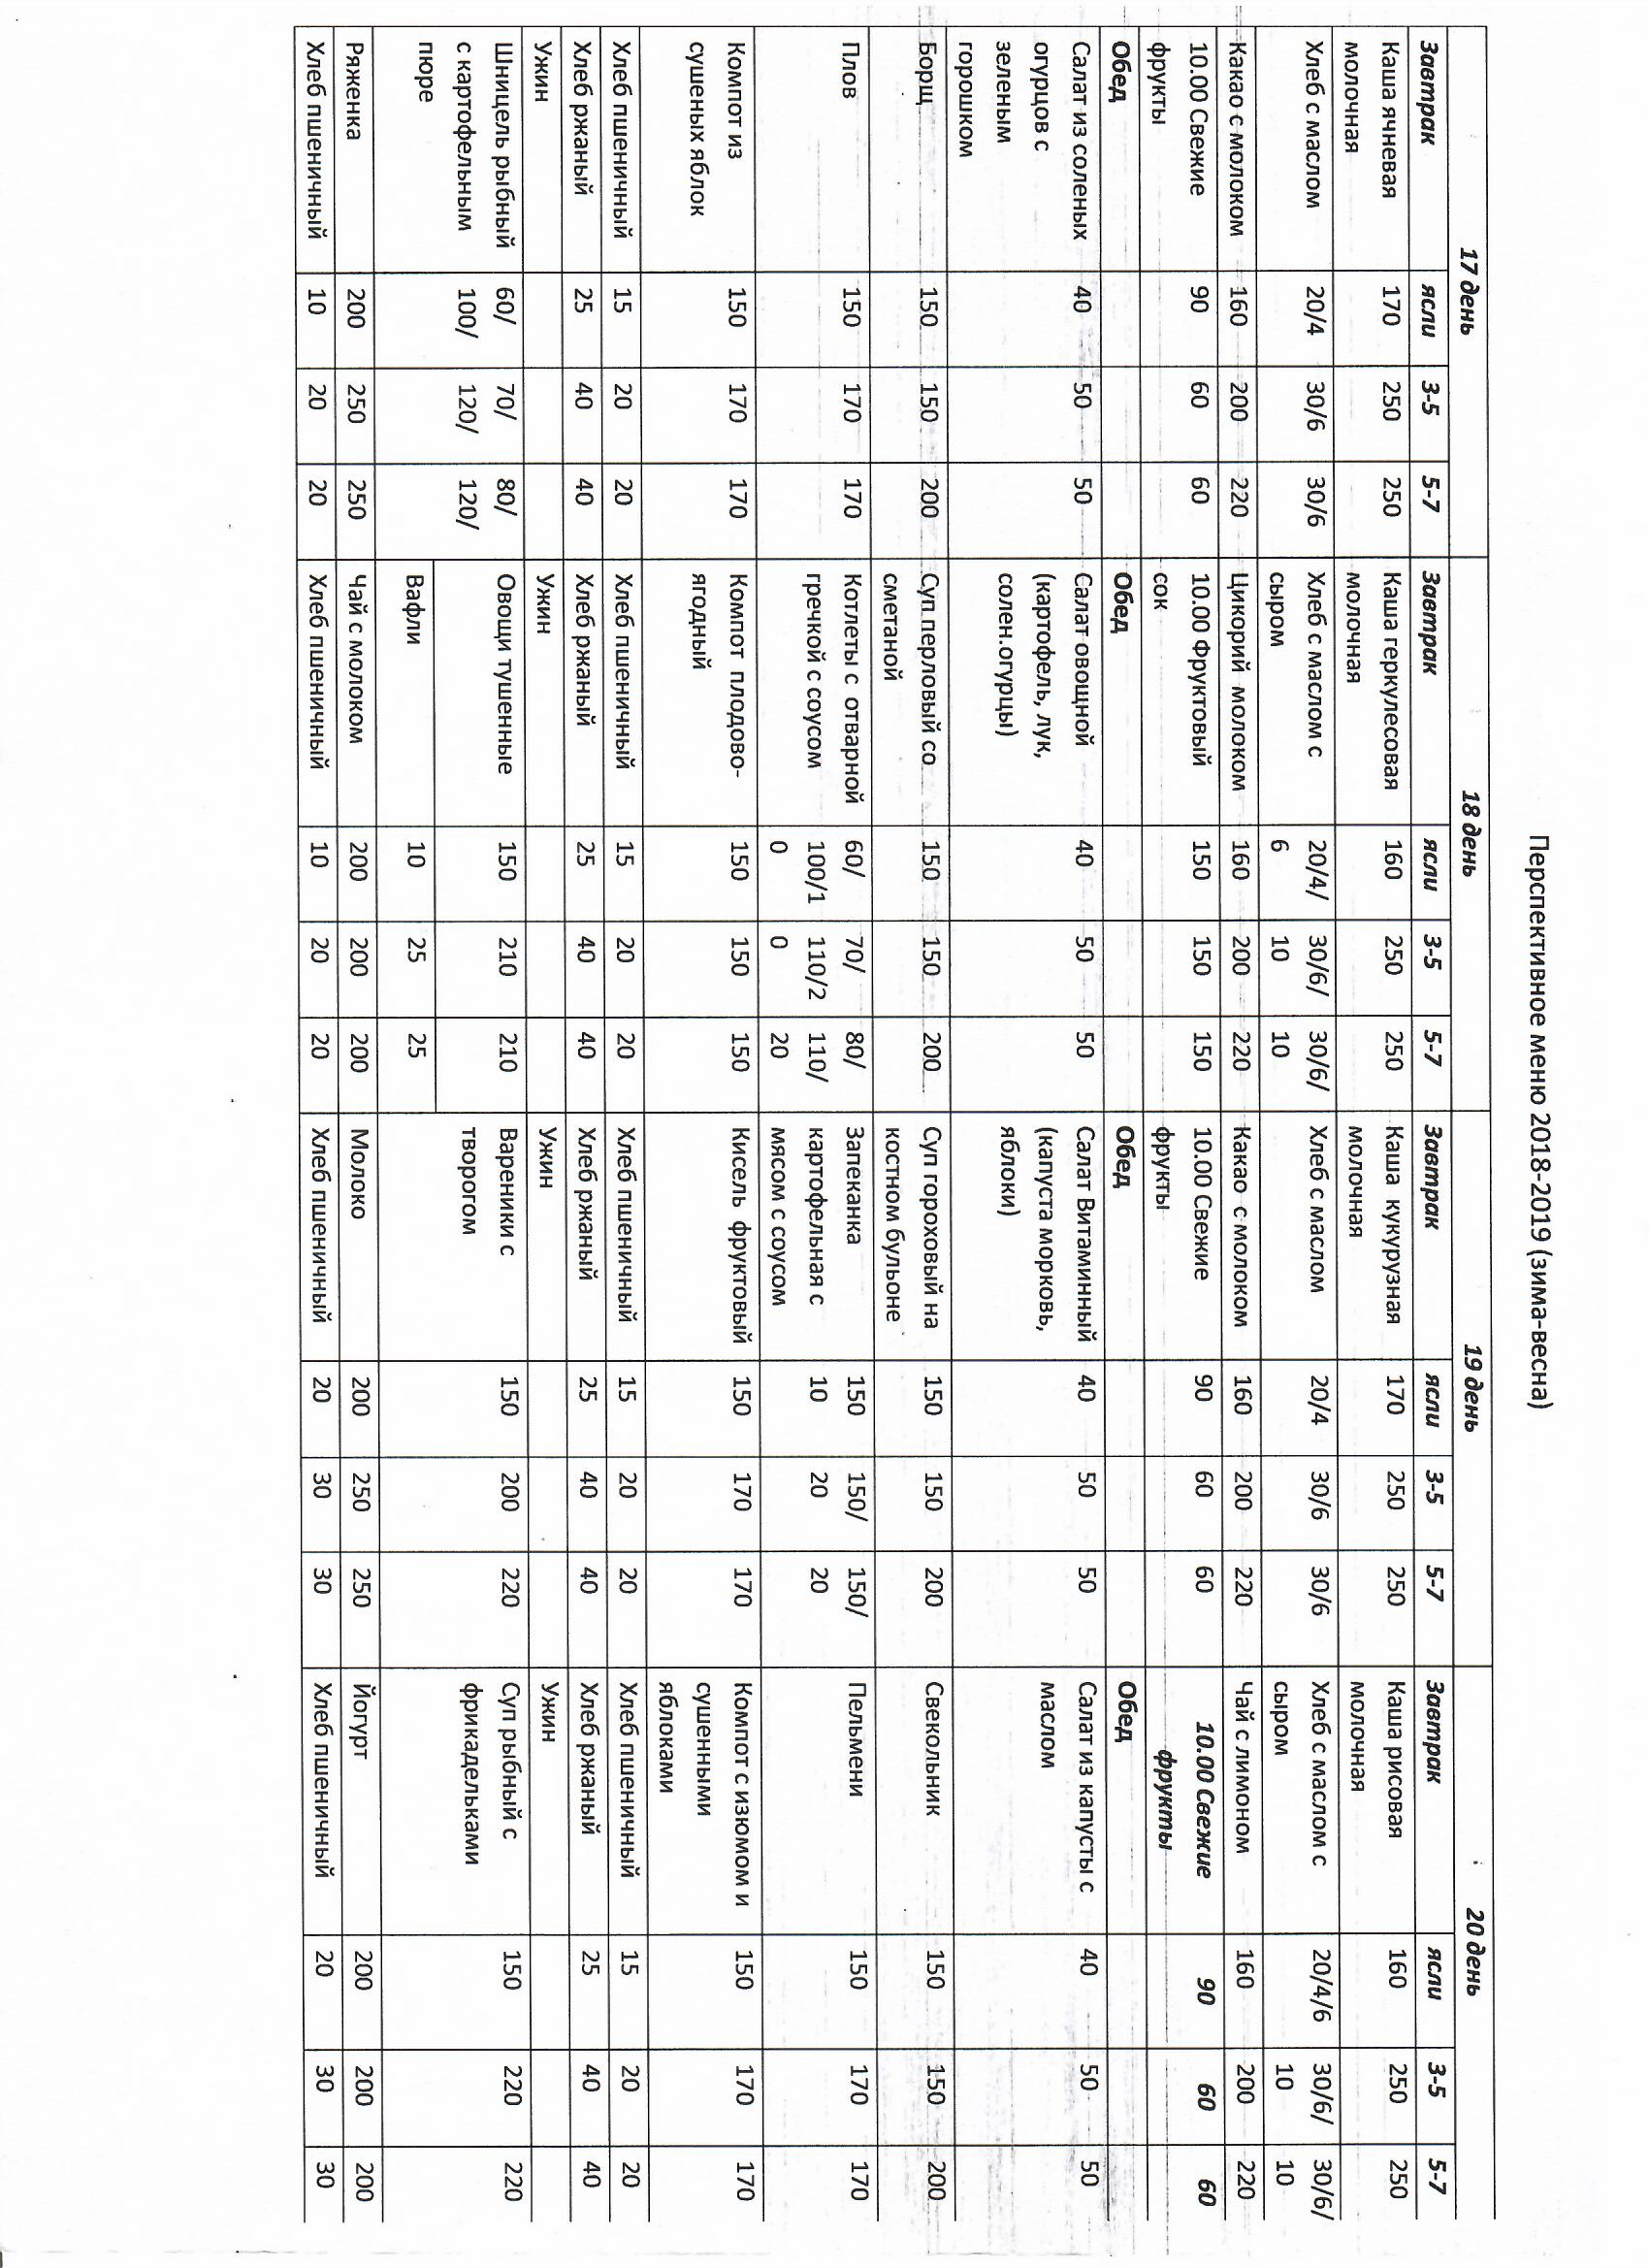 Перспективное меню 2018-2019 (зима-весна)
17 день 18 день 19 день 20 день
Завтрак ясли 3-5 5-7 Завтрак ясли 3-5 5-7 Завтрак ясли 3-5 5-7 Завтрак ясли 3-5 5-7
Каша ячневая 170 250 250 Каша геркулесовая 160 250 250 Каша кукурузная 170 250 250 Каша рисовая 160 250 250
молочная молочная молочная молочная
Хлеб с маслом 20/4 30/6 30/6 Хлеб с маслом с 20/4/ 30/6/ 30/6/ Хлеб с маслом 20/4 30/6 30/6 Хлеб с маслом с 20/4/6 30/6/ 30/6/
сыром 6 10 10 сыром 10 10
Какао с молоком 160 200 220 Цикорий молоком 160 200 220 Какао с молоком 160 200 220 Чай с лимоном 160 200 220
10.00 Свежие 90 60 60 10.00 Фруктовый 150 150 150 10.00 Свежие 90 60 60 10.00 Свежие 90 60 60
фрукты сок фрукты фрукты
Обед Обед Обед Обед
Салат из соленых 40 50 50 Салат овощной 40 50 50 Салат Витаминный 40 50 50 Салат из капусты с 40 50 50
огурцов с (картофель, лук, (капуста морковь, маслом
зеленым солен.огурцы) яблоки)
горошком
Борщ 150 150 200 Суп перловый со 150 150 200 Суп гороховый на 150 150 200 Свекольник 150 150 200
сметаной костном бульоне
Плов 150 170 170 Котлеты с отварной 60/ 70/ 80/ Запеканка 150 150/ 150/ Пельмени 150 170 170
гречкой с соусом 100/1 110/2 110/ картофельная с 10 20 20
0 0 20 мясом с соусом
Компот из 150 170 170 Компот плодово- 150 150 150 Кисель фруктовый 150 170 170 Компот с изюмом и 150 170 170
сушеных яблок ягодный сушенными
яблоками
Хлеб пшеничный 15 20 20 Хлеб пшеничный 15 20 20 Хлеб пшеничный 15 20 20 Хлеб пшеничный 15 20 20
Хлеб ржаный 25 40 40 Хлеб ржаный 25 40 40 Хлеб ржаный 25 40 40 Хлеб ржаный 25 40 40
Ужин Ужин Ужин Ужин
Шницель рыбный 60/ 70/ 80/ Овощи тушенные 150 210 210 Вареники с 150 200 220 Суп рыбный с 150 220 220
с картофельным 100/ 120/ 120/ творогом фрикадельками
пюре Вафли 10 25 25
Ряженка 200 250 250 Чай с молоком 200 200 200 Молоко 200 250 250 Йогурт 200 200 200
Хлеб пшеничный 10 20 20 Хлеб пшеничный 10 20 20 Хлеб пшеничный 20 30 30 Хлеб пшеничный 20 30 30